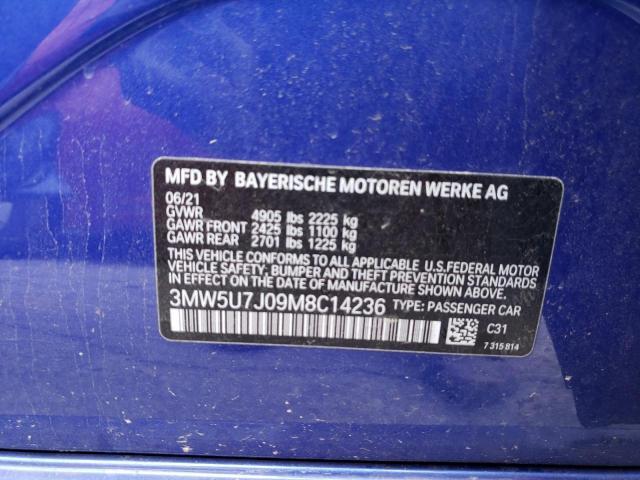 MFD BY BAYERISCHE MOTOREN WERKE AG
06/21
GVWR 4905 lbs 2225 kg
GAWR FRONT 2425 lbs 1100 kg
GAWR REAR 2701 lbs 1225 kg
THIS VEHICLE CONFORMS TO ALL APPLICABLE U.S.FEDERAL MOTOR
VEHICLE SAFETY, BUMPER, AND THEFT PREVENTION STANDARDS
IN EFFECT ON THE DATE OF MANUFACTURE SHOWN ABOVE.
3MW5U7J09M8C14236 TYPE: PASSENGER CAR
C31
7 315 814